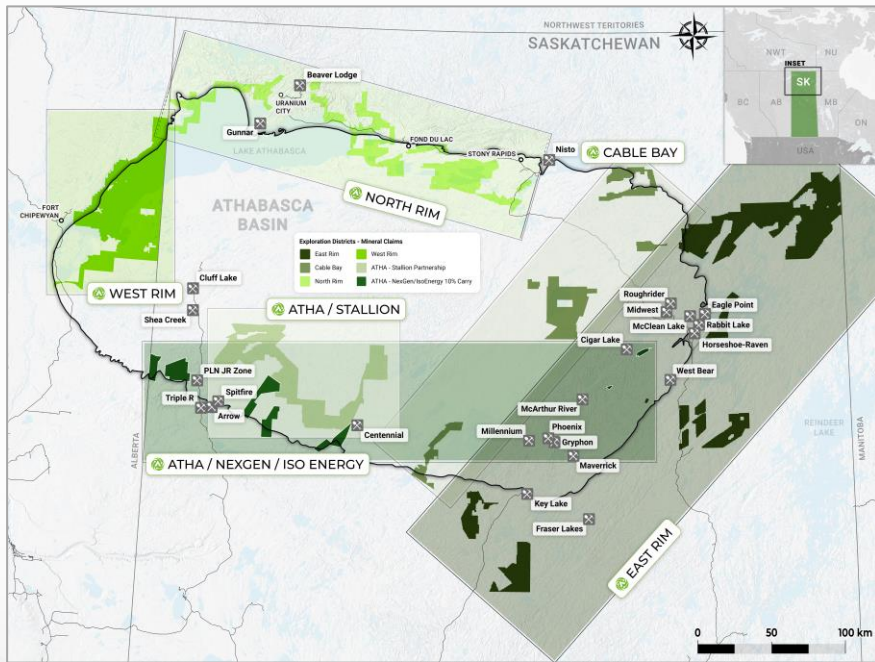 NORTHWEST TERITORIES
SASKATCHEWAN
INSET
NWT
NU
SK
BC
AB
MB
ON
USA
Beaver Lodge
URANIUM
CITY
Gunnar
LAKE ATHABASCA
FOND DU LAC
STONY RAPIDS
Nisto
CABLE BAY
NORTH RIM
FORT
CHIPEWYAN
ATHABASCA
BASIN
Exploration Districts - Mineral Claims
East Rim
West Rim
Cable Bay
ATHA - Stallion Partnership
North Rim
ATHA - NexGen/IsoEnergy 10% Carry
Cluff Lake
WEST RIM
Shea Creek
ATHA / STALLION
Roughrider
Eagle Point
Midwest
McClean Lake
Rabbit Lake
Horseshoe-Raven
Cigar Lake
PLN JR Zone
West Bear
Triple R
Spitfire
Arrow
McArthur River
Centennial
Millennium
Phoenix
Gryphon
Maverrick
REINDEER
LAKE
ALBERTA
MANITOBA
ATHA / NEXGEN / ISO ENERGY
Key Lake
Fraser Lakes
EAST RIM
0
50
100 km